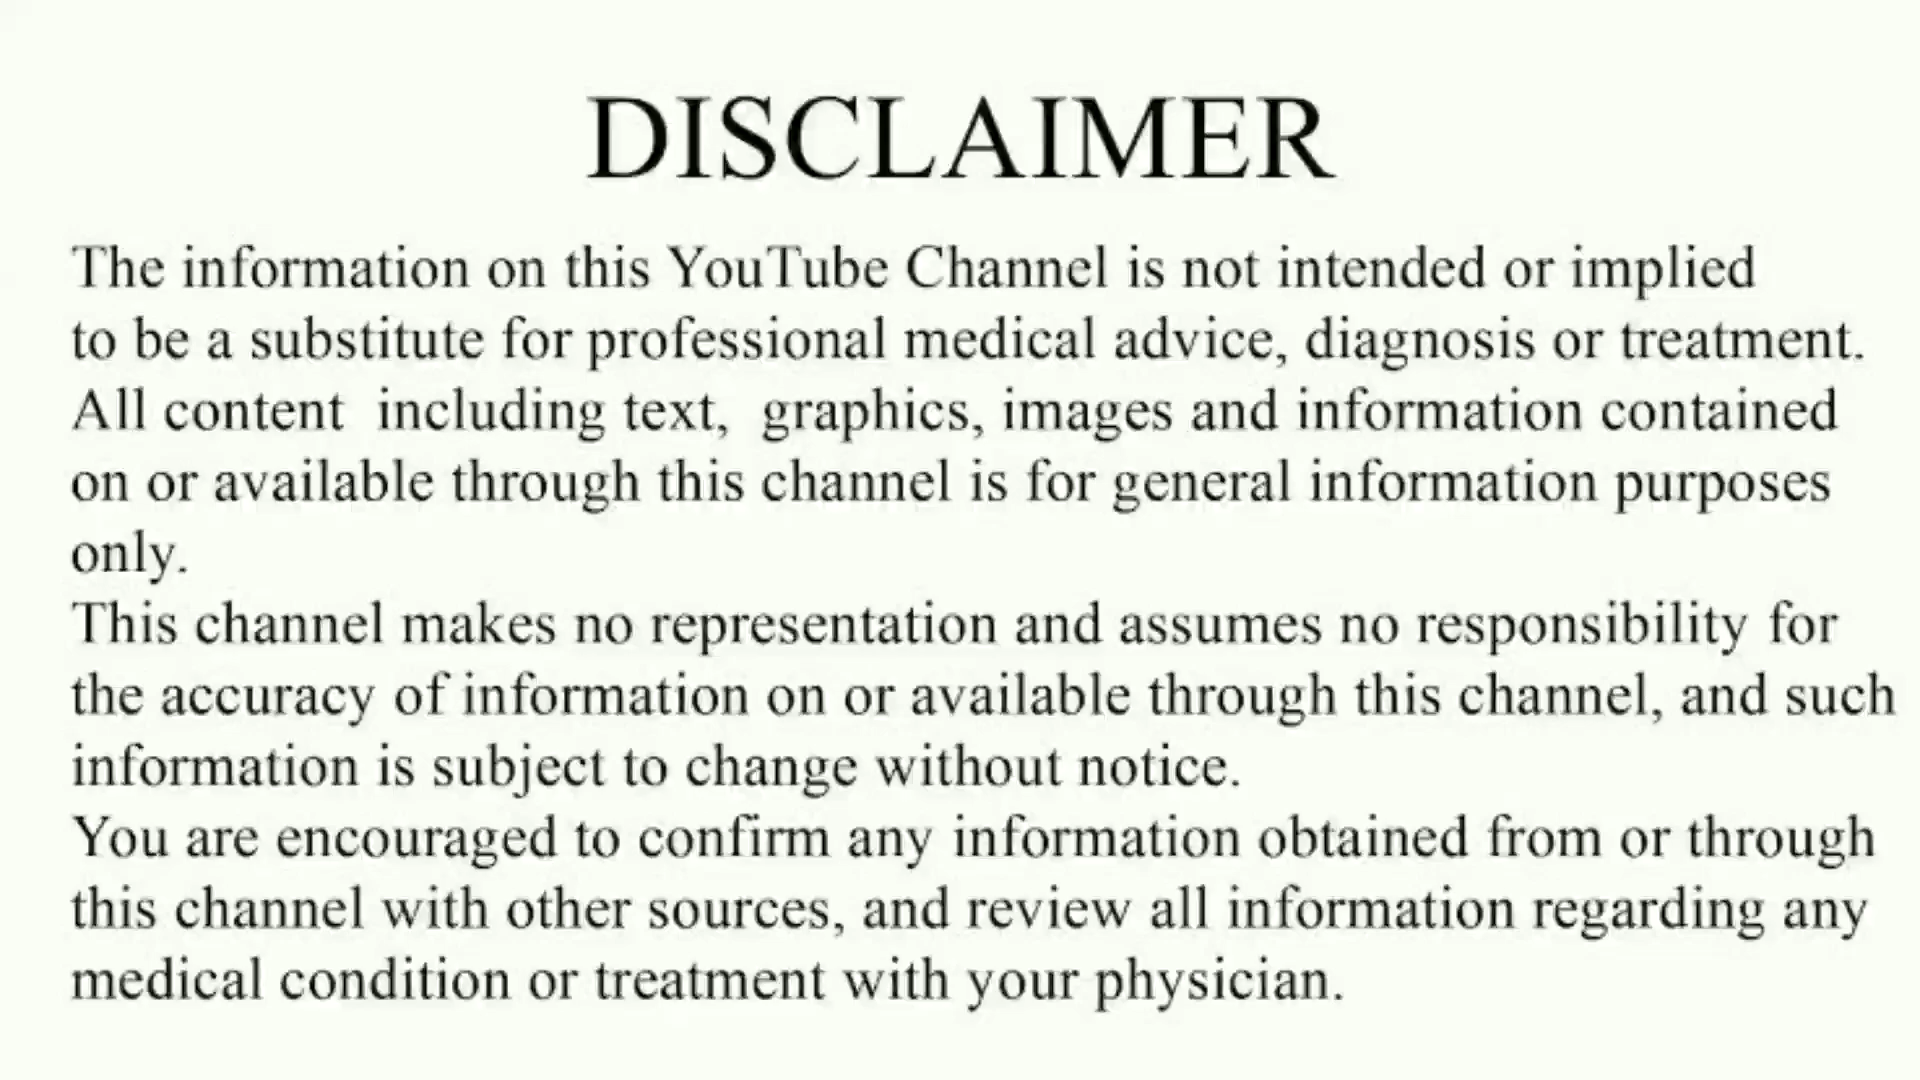 DISCLAIMER
The information on this YouTube Channel is not intended or implied
to be a substitute for professional medical advice, diagnosis or treatment.
All content  including text,  graphics, images and information contained
on or available through this channel is for general information purposes
only.
This channel makes no representation and assumes no responsibility for
the accuracy of information on or available through this channel, and such
information is subject to change without notice.
You are encouraged to confirm any information obtained from or through
this channel with other sources, and review all information regarding any
medical condition or treatment with your physician.